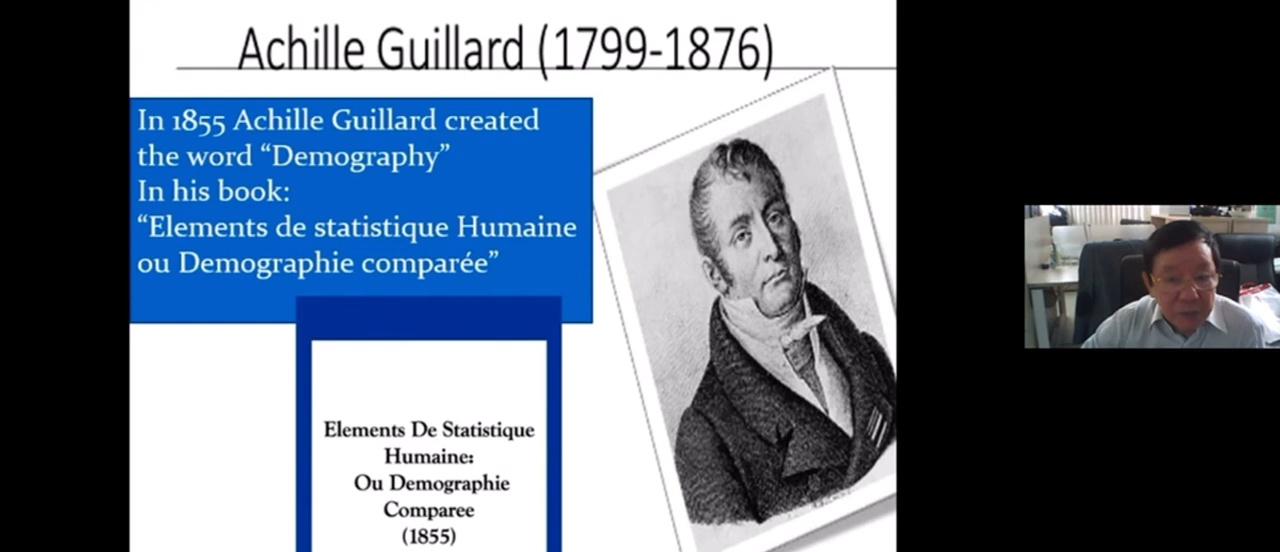 Achille Guillard (1799-1876)
In 1855 Achille Guillard created
the word “Demography”
In his book:
“Elements de statistique Humaine
ou Demographie comparée”
Elements De Statistique
Humaine:
Ou Demographie
Comparee
(1855)